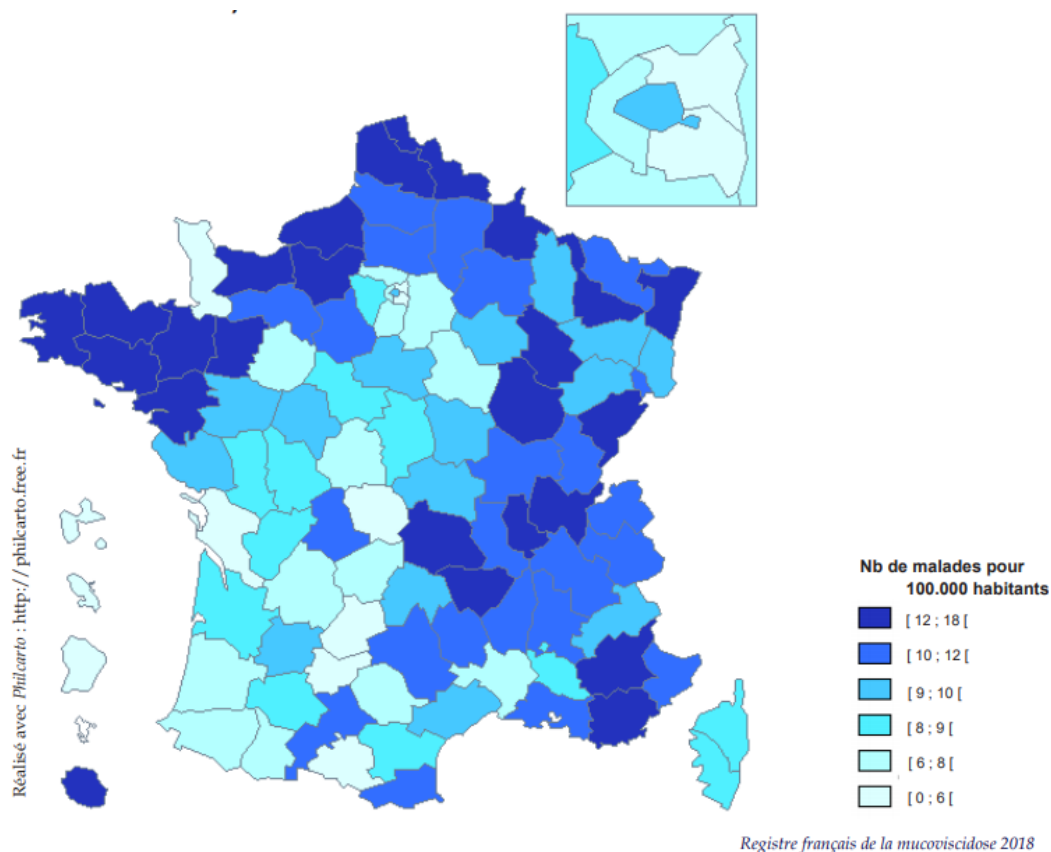 Réalisé avec Philcarto : http://philcarto.free.fr
Nb de malades pour
100.000 habitants
[ 12 ; 18 [
[ 10 ; 12 [
[ 9 ; 10 [
[ 8 ; 9 [
[ 6 ; 8 [
[ 0 ; 6 [
Registre français de la mucoviscidose 2018